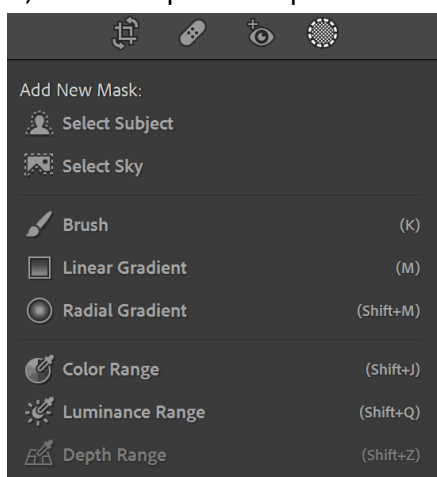 Add New Mask:
Select Subject
Select Sky
Brush (K)
Linear Gradient (M)
Radial Gradient (Shift+M)
Color Range (Shift+J)
Luminance Range (Shift+Q)
Depth Range (Shift+Z)